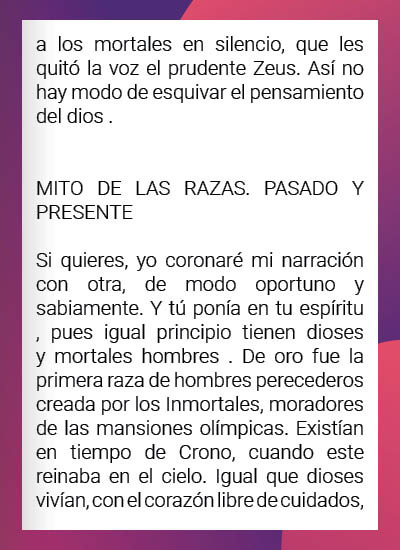 a los mortales en silencio, que les
quitó la voz el prudente Zeus. Así no
hay modo de esquivar el pensamiento
del dios .
MITO DE LAS RAZAS. PASADO Y
PRESENTE
Si quieres, yo coronaré mi narración
con otra, de modo oportuno y
sabiamente. Y tú ponía en tu espíritu
, pues igual principio tienen dioses
y mortales hombres . De oro fue la
primera raza de hombres perecederos
creada por los Inmortales, moradores
de las mansiones olímpicas. Existían
en tiempo de Crono, cuando este
reinaba en el cielo. Igual que dioses
vivían, con el corazón libre de cuidados,